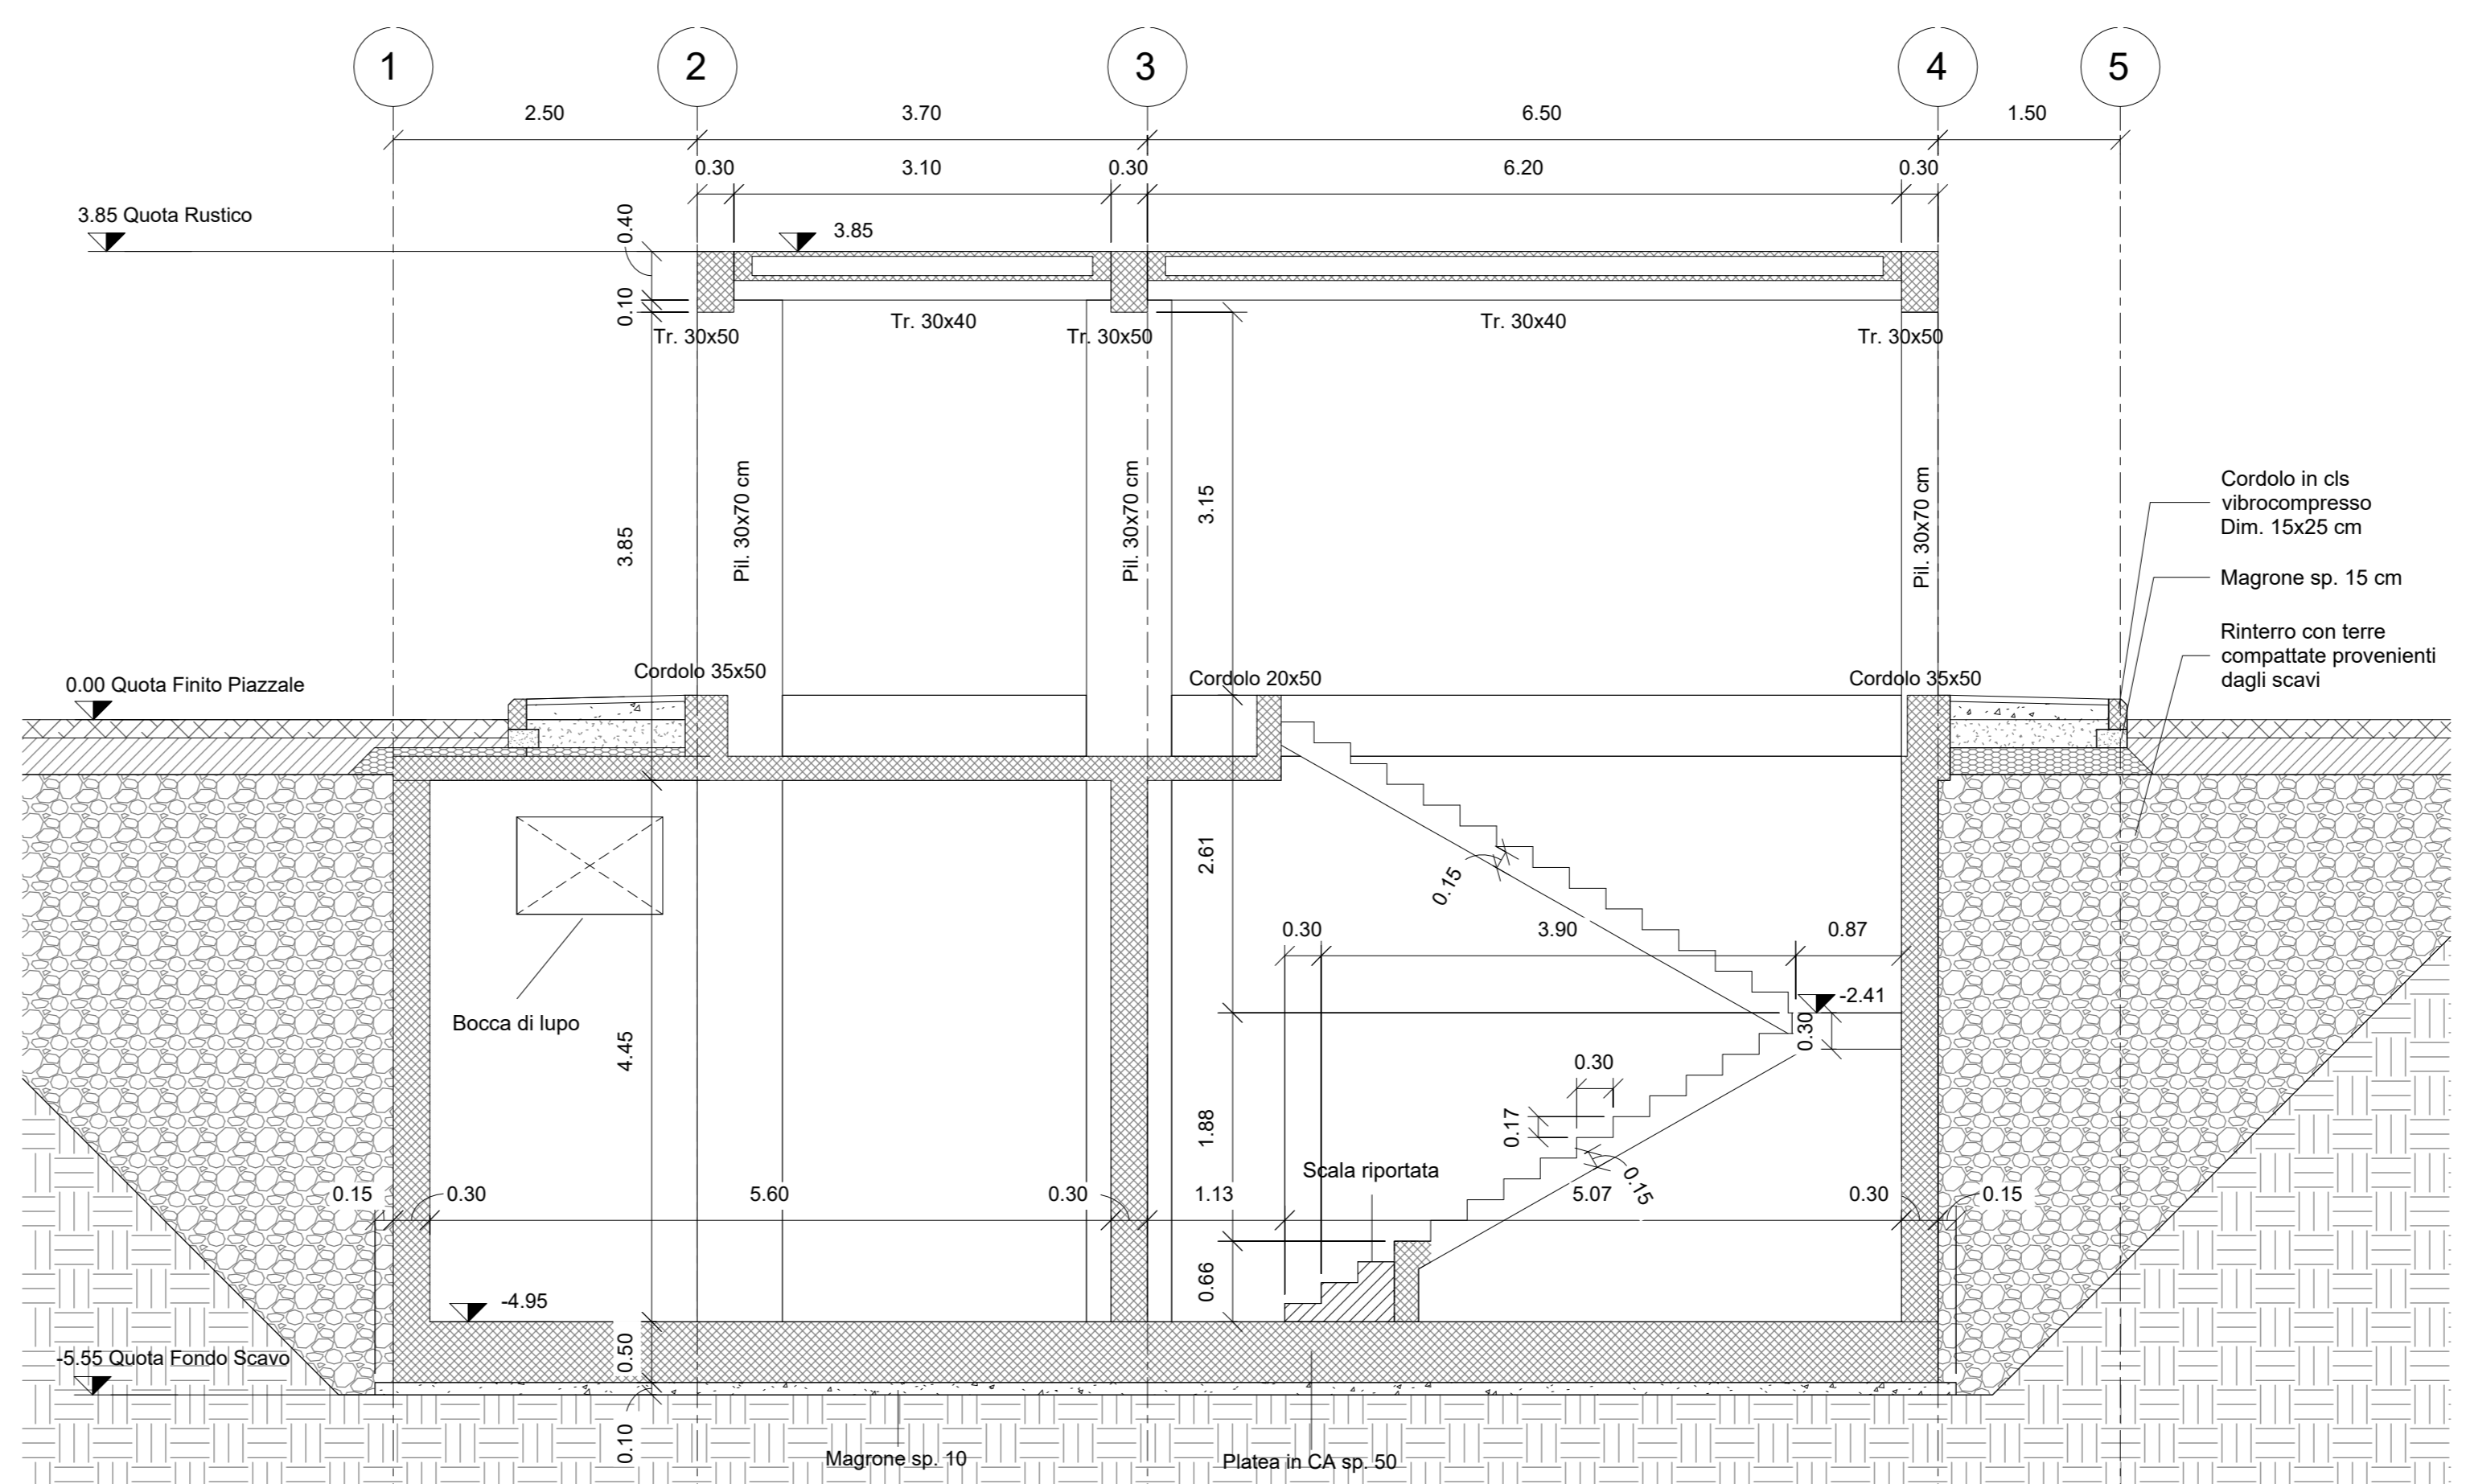 1
2
3
4
5
2.50
3.70
6.50
1.50
0.30
3.10
0.30
6.20
0.30
3.85 Quota Rustico
0.40
3.85
0.10
Tr. 30x50
Tr. 30x40
Tr. 30x50
Tr. 30x40
Tr. 30x50
3.85
Pil. 30x70 cm
Pil. 30x70 cm
3.15
Pil. 30x70 cm
Cordolo in cls
vibrocompresso
Dim. 15x25 cm
Magrone sp. 15 cm
Rinterro con terre
compattate provenienti
dagli scavi
0.00 Quota Finito Piazzale
Cordolo 35x50
Cordolo 20x50
Cordolo 35x50
2.61
0.15
0.30
3.90
0.87
-2.41
0.30
Bocca di lupo
4.45
0.30
0.17
1.88
Scala riportata
0.15
0.15
0.30
5.60
0.30
1.13
5.07
0.30
0.15
0.66
-4.95
0.50
-5.55 Quota Fondo Scavo
0.10
Magrone sp. 10
Platea in CA sp. 50